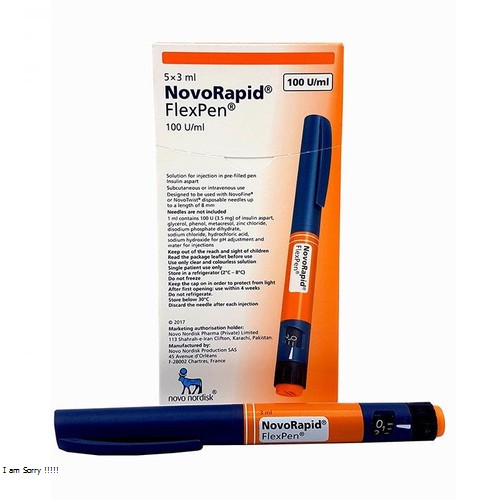 5×3 ml
100 U/ml
NovoRapid®
FlexPen®
100 U/ml
Solution for injection in pre-filled pen
Insulin aspart
Subcutaneous or intravenous use
Designed to be used with NovoFine®
or NovoTwist® disposable needles up
to a length of 8 mm
Needles are not included
1 ml contains 100 U (3.5 mg) of insulin aspart,
glycerol, phenol, metacresol, zinc chloride,
disodium phosphate dihydrate,
sodium chloride, hydrochloric acid,
sodium hydroxide for pH adjustment and
water for injections
Keep out of the reach and sight of children
Read the package leaflet before use
Use only clear and colourless solution
Single patient use only
Store in a refrigerator (2°C – 8°C)
Do not freeze
Keep the cap on in order to protect from light
After first opening: use within 4 weeks
Do not refrigerate.
Store below 30°C
Discard the needle after each injection
© 2017
Marketing authorisation holder:
Novo Nordisk Pharma (Private) Limited
113 Shahrah-e-Iran Clifton, Karachi, Pakistan.
Manufactured by:
Novo Nordisk Production SAS
45 Avenue d'Orléans
F-28002 Chartres, France
novo nordisk®
NovoRapid®
FlexPen®
3 ml
NovoRapid®
FlexPen®
0
I am Sorry !!!!!